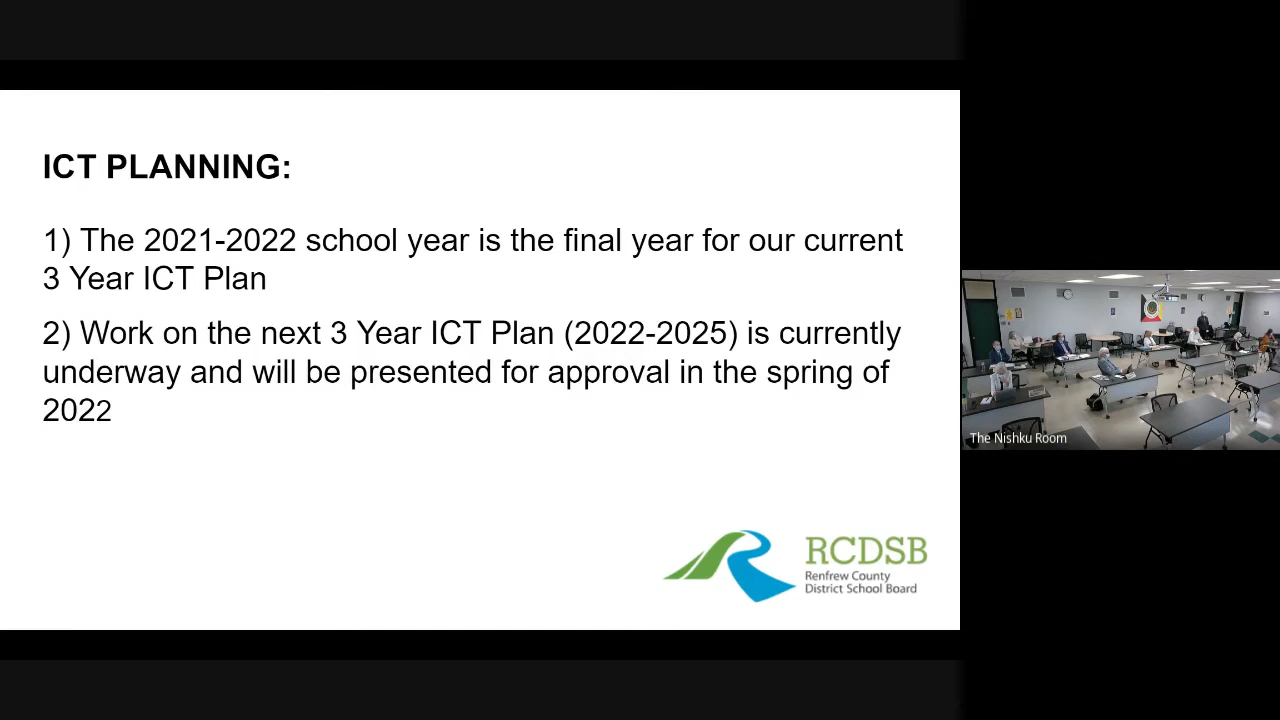 ICT PLANNING:
1) The 2021-2022 school year is the final year for our current
3 Year ICT Plan
2) Work on the next 3 Year ICT Plan (2022-2025) is currently
underway and will be presented for approval in the spring of
2022
RCDSB
Renfrew County
District School Board
The Nishku Room